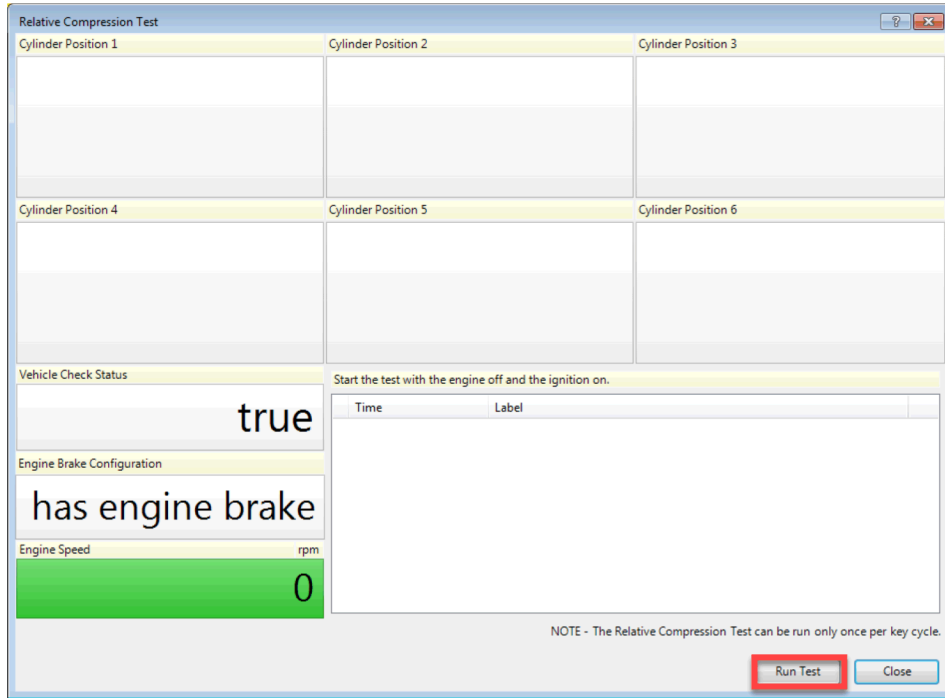 Relative Compression Test
Cylinder Position 1 Cylinder Position 2 Cylinder Position 3
Cylinder Position 4 Cylinder Position 5 Cylinder Position 6
Vehicle Check Status
true
Engine Brake Configuration
has engine brake
Engine Speed rpm
0
Start the test with the engine off and the ignition on.
Time Label
NOTE - The Relative Compression Test can be run only once per key cycle.
Run Test Close